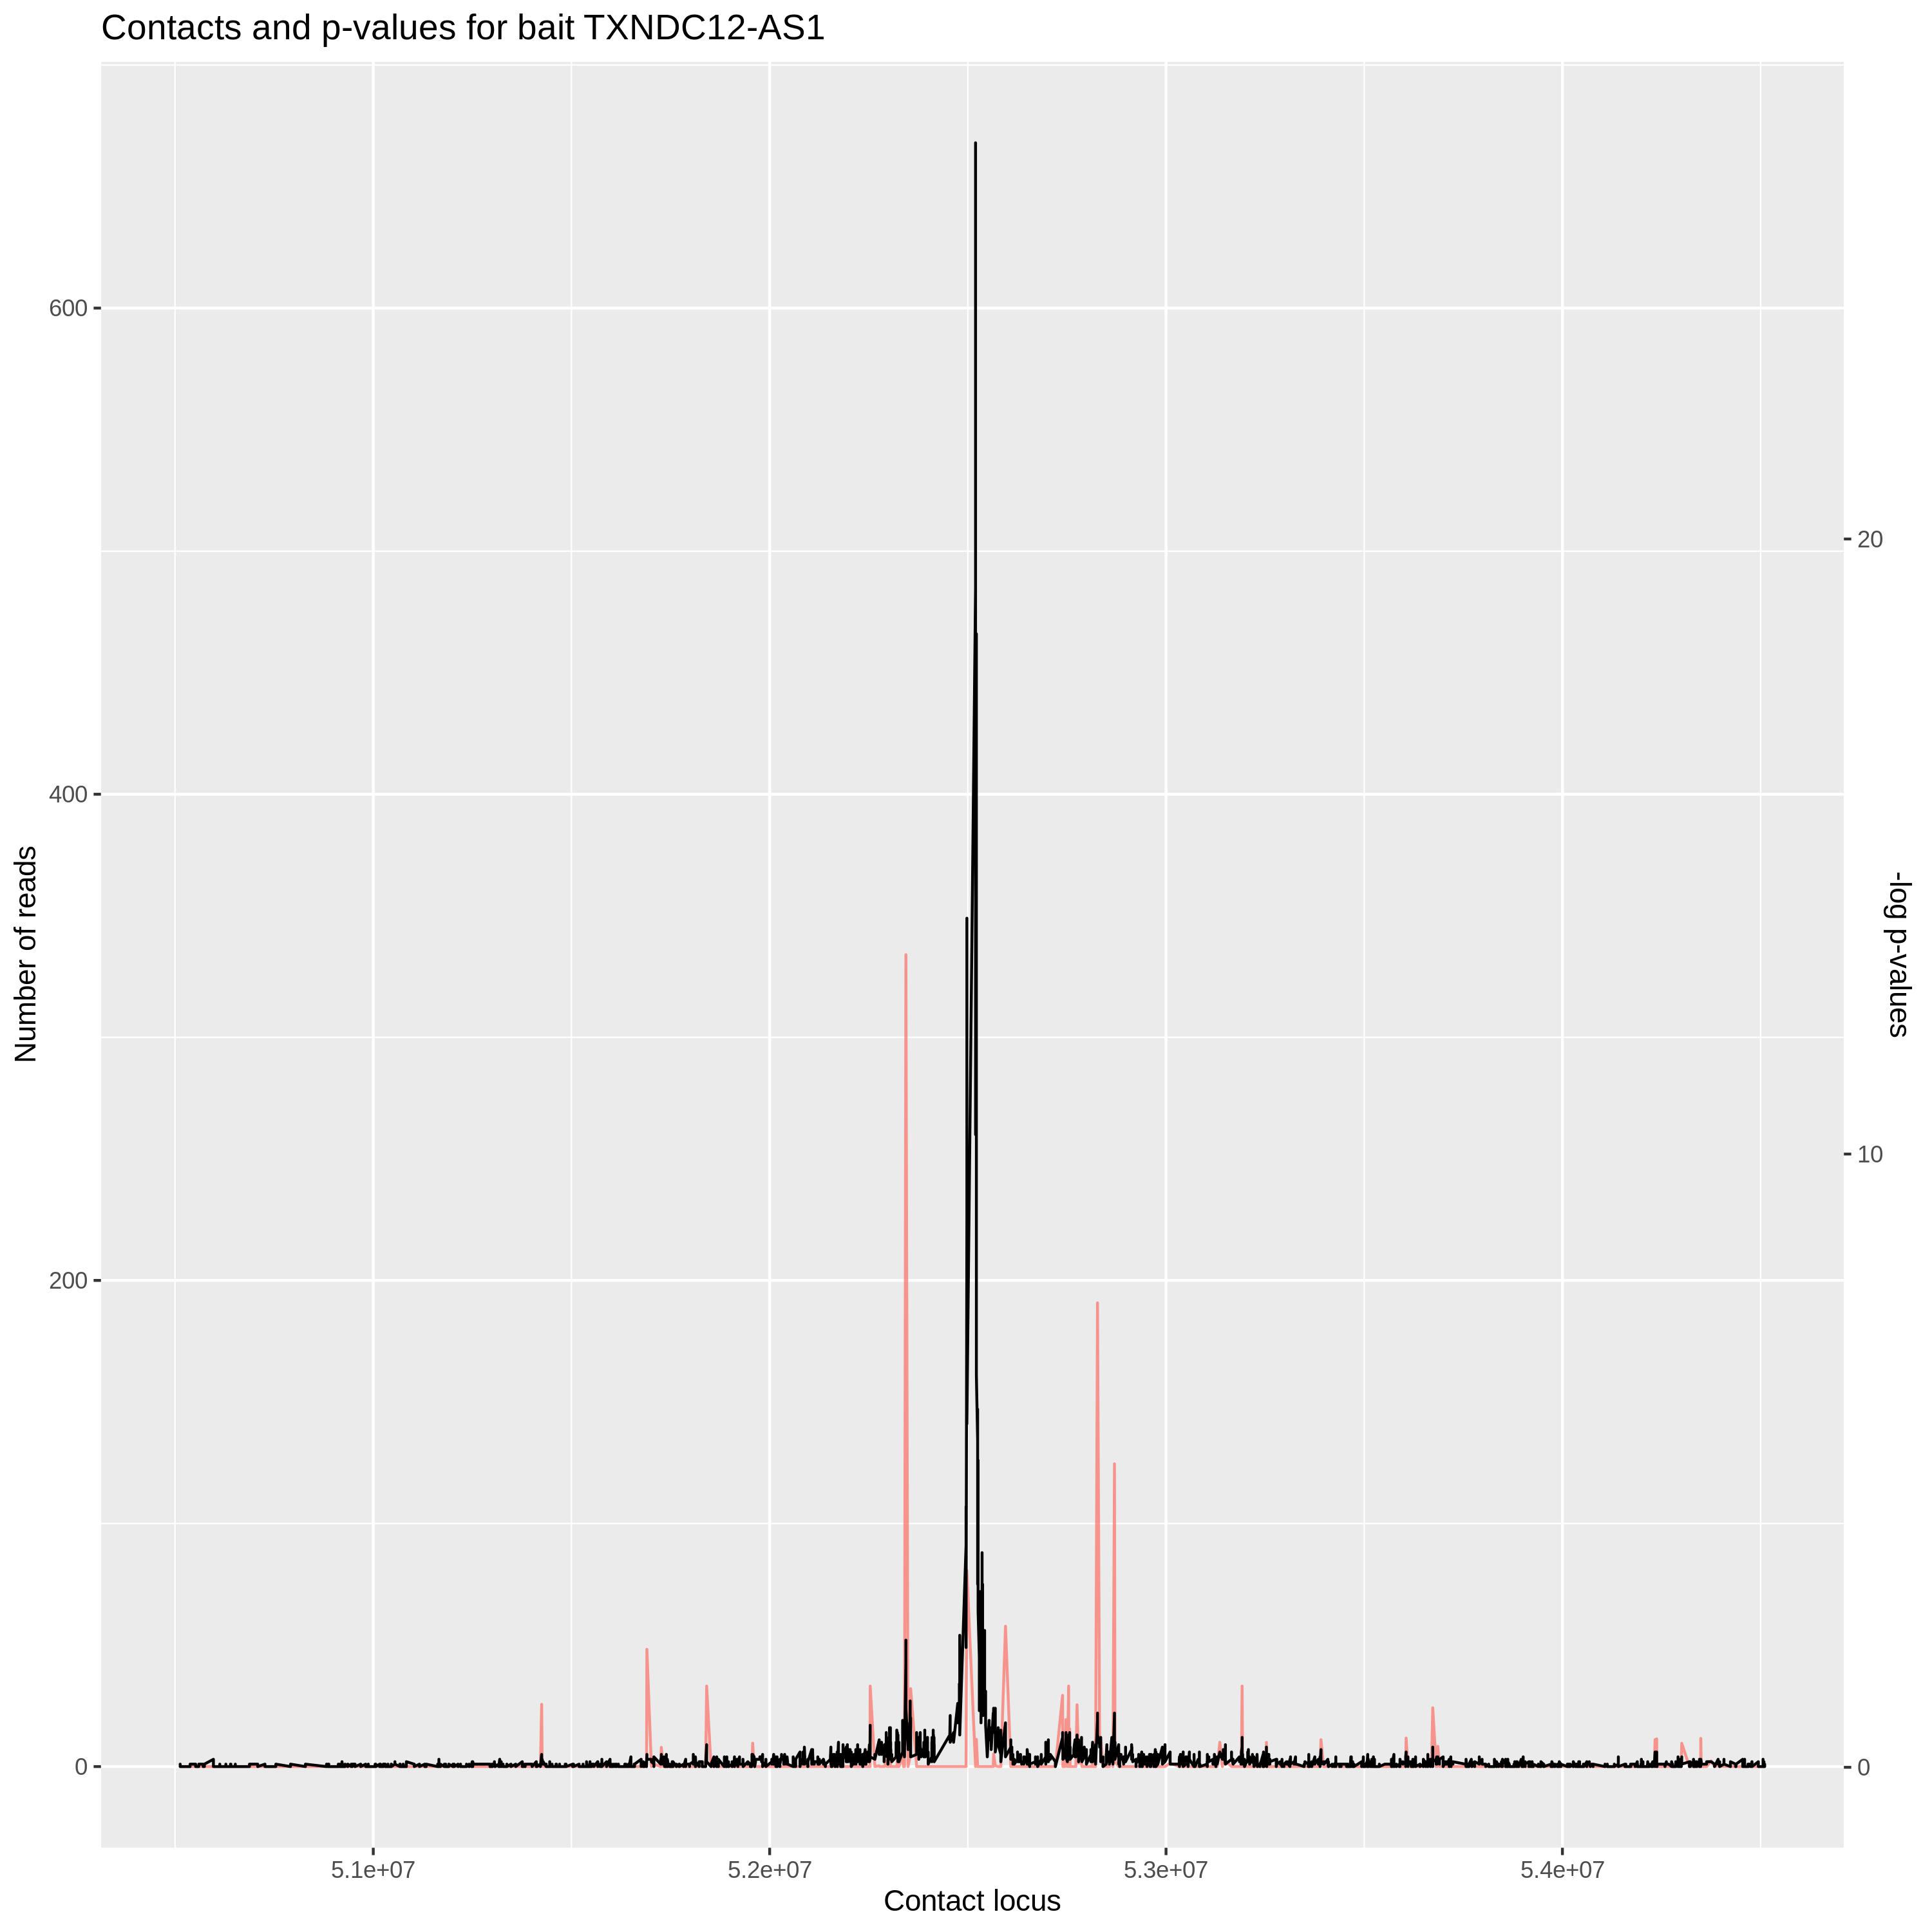 Contacts and p-values for bait TXNDC12-AS1
600
400
200
0
Number of reads
20
10
0
-log p-values
5.1e+07
5.2e+07
5.3e+07
5.4e+07
Contact locus